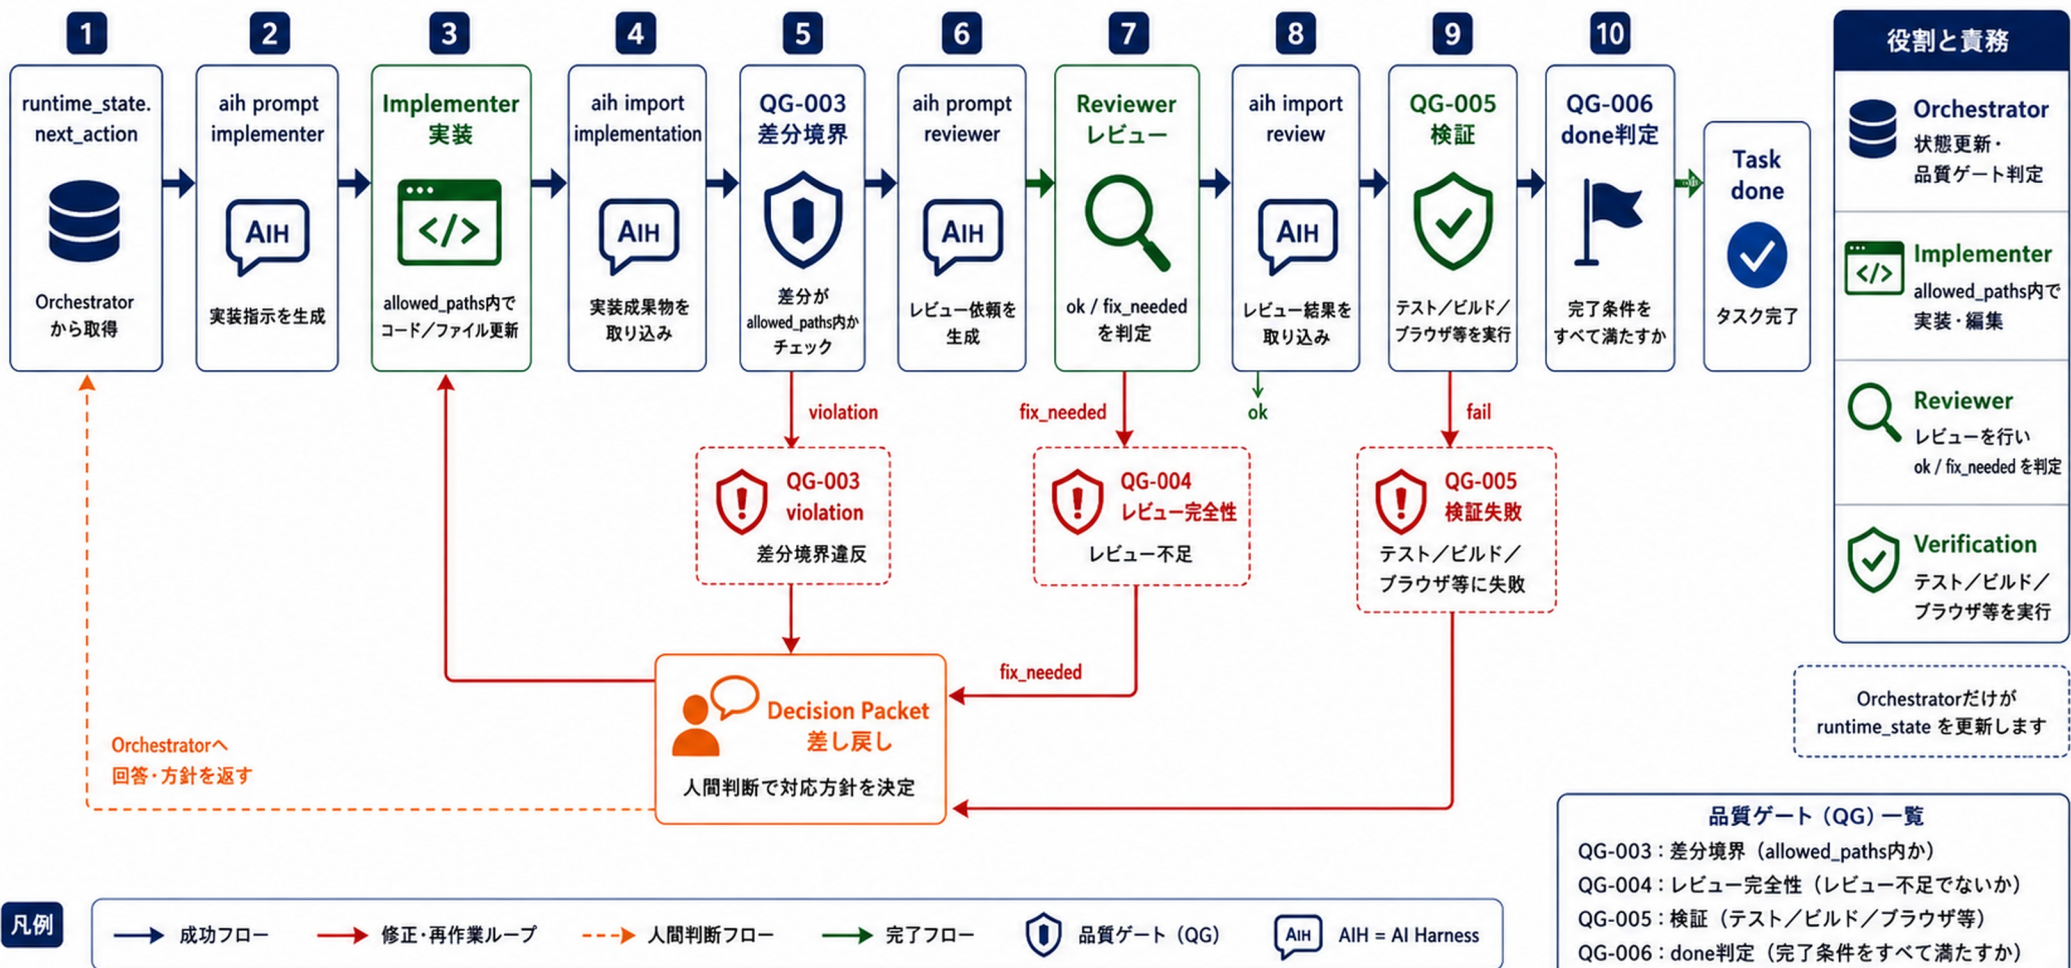 1
runtime_state.
next_action
Orchestrator
から取得
2
aih prompt
implementer
AIH
実装指示を生成
3
Implementer
実装
</>
allowed_paths内で
コード／ファイル更新
4
aih import
implementation
AIH
実装成果物を
取り込み
5
QG-003
差分境界
差分が
allowed_paths内か
チェック
6
aih prompt
reviewer
AIH
レビュー依頼を
生成
7
Reviewer
レビュー
ok / fix_needed
を判定
8
aih import
review
AIH
レビュー結果を
取り込み
9
QG-005
検証
テスト／ビルド／
ブラウザ等を実行
10
QG-006
done判定
完了条件を
すべて満たすか
Task
done
タスク完了
violation
fix_needed
ok
fail
QG-003
violation
差分境界違反
QG-004
レビュー完全性
レビュー不足
QG-005
検証失敗
テスト／ビルド／
ブラウザ等に失敗
fix_needed
Decision Packet
差し戻し
人間判断で対応方針を決定
Orchestratorへ
回答・方針を返す
役割と責務
Orchestrator
状態更新・
品質ゲート判定
</>
Implementer
allowed_paths内で
実装・編集
Reviewer
レビューを行い
ok / fix_needed を判定
Verification
テスト／ビルド／
ブラウザ等を実行
Orchestratorだけが
runtime_state を更新します
品質ゲート（QG）一覧
QG-003：差分境界（allowed_paths内か）
QG-004：レビュー完全性（レビュー不足でないか）
QG-005：検証（テスト／ビルド／ブラウザ等）
QG-006：done判定（完了条件をすべて満たすか）
凡例
成功フロー
修正・再作業ループ
人間判断フロー
完了フロー
品質ゲート（QG）
AIH
AIH = AI Harness